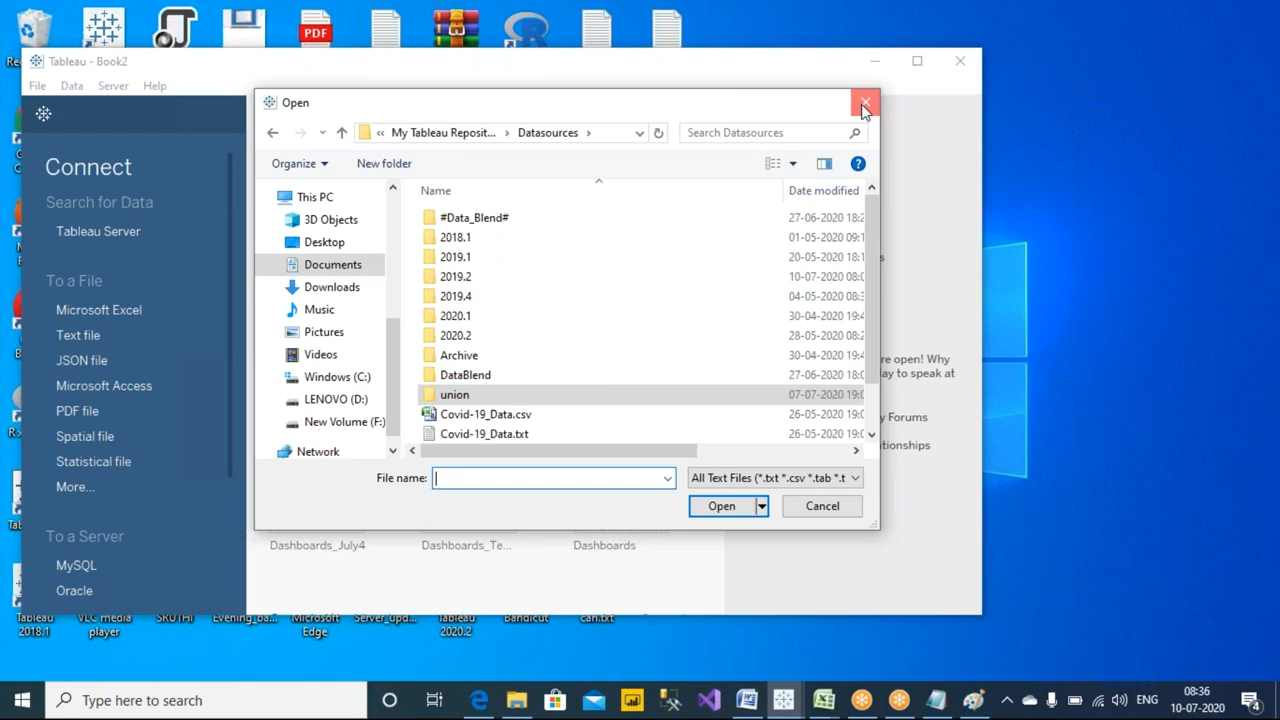 PDF
Tableau - Book2
File Data Server Help
Open
« My Tableau Reposit... › Datasources ›
Search Datasources
Organize
New folder
Connect
Search for Data
Tableau Server
To a File
Microsoft Excel
Text file
JSON file
Microsoft Access
PDF file
Spatial file
Statistical file
More...
To a Server
MySQL
Oracle
This PC
3D Objects
Desktop
Documents
Downloads
Music
Pictures
Videos
Windows (C:)
LENOVO (D:)
New Volume (F:)
Network
Name Date modified
#Data_Blend# 27-06-2020 18:2
2018.1 01-05-2020 09:1
2019.1 20-05-2020 18:1
2019.2 10-07-2020 08:0
2019.4 04-05-2020 08:3
2020.1 30-04-2020 19:4
2020.2 28-05-2020 08:2
Archive 30-04-2020 19:4
DataBlend 27-06-2020 18:0
union 07-07-2020 19:0
Covid-19_Data.csv 26-05-2020 19:0
Covid-19_Data.txt 26-05-2020 19:0
File name:
All Text Files (*.txt *.csv *.tab *.t
Open
Cancel
re open! Why
lay to speak at
y Forums
tionships
Dashboards_July4 Dashboards_Te... Dashboards
Tableau 2018.1
VLC media player
SRUTHI
Evening_ba...
Microsoft Edge
Server_upd...
Tableau 2020.2
Bandicut
can.txt
Type here to search
ENG
08:36
10-07-2020
4